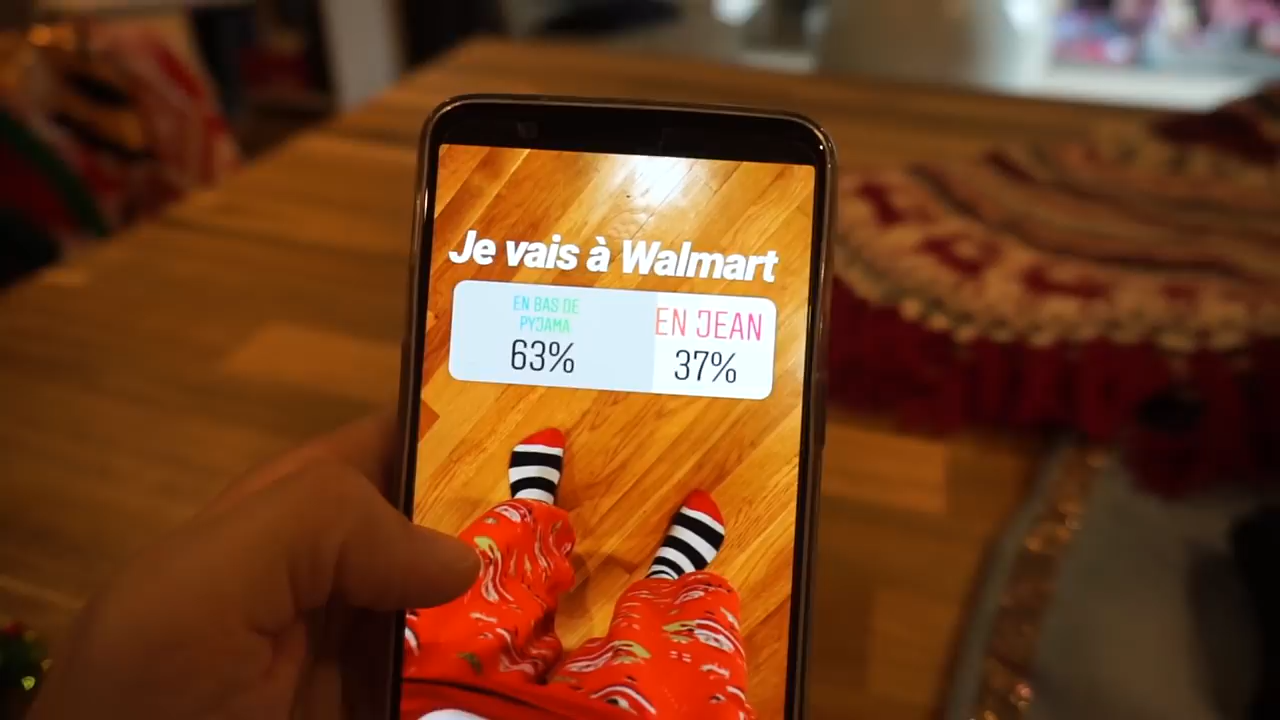 Je vais à Walmart
EN BAS DE
PYJAMA
63%
EN JEAN
37%